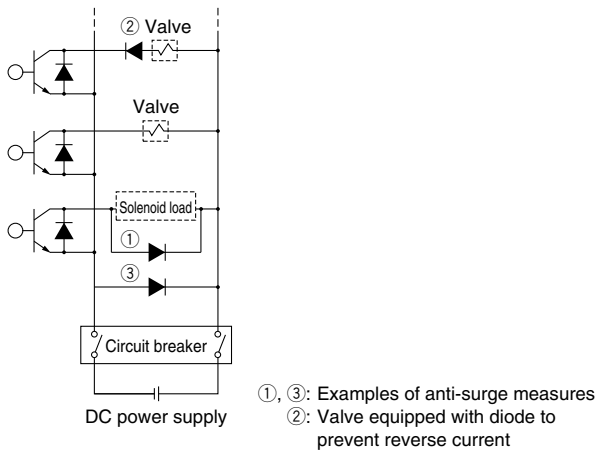 ② Valve
Valve
Solenoid load
①
③
Circuit breaker
DC power supply
①, ③: Examples of anti-surge measures
②: Valve equipped with diode to
prevent reverse current